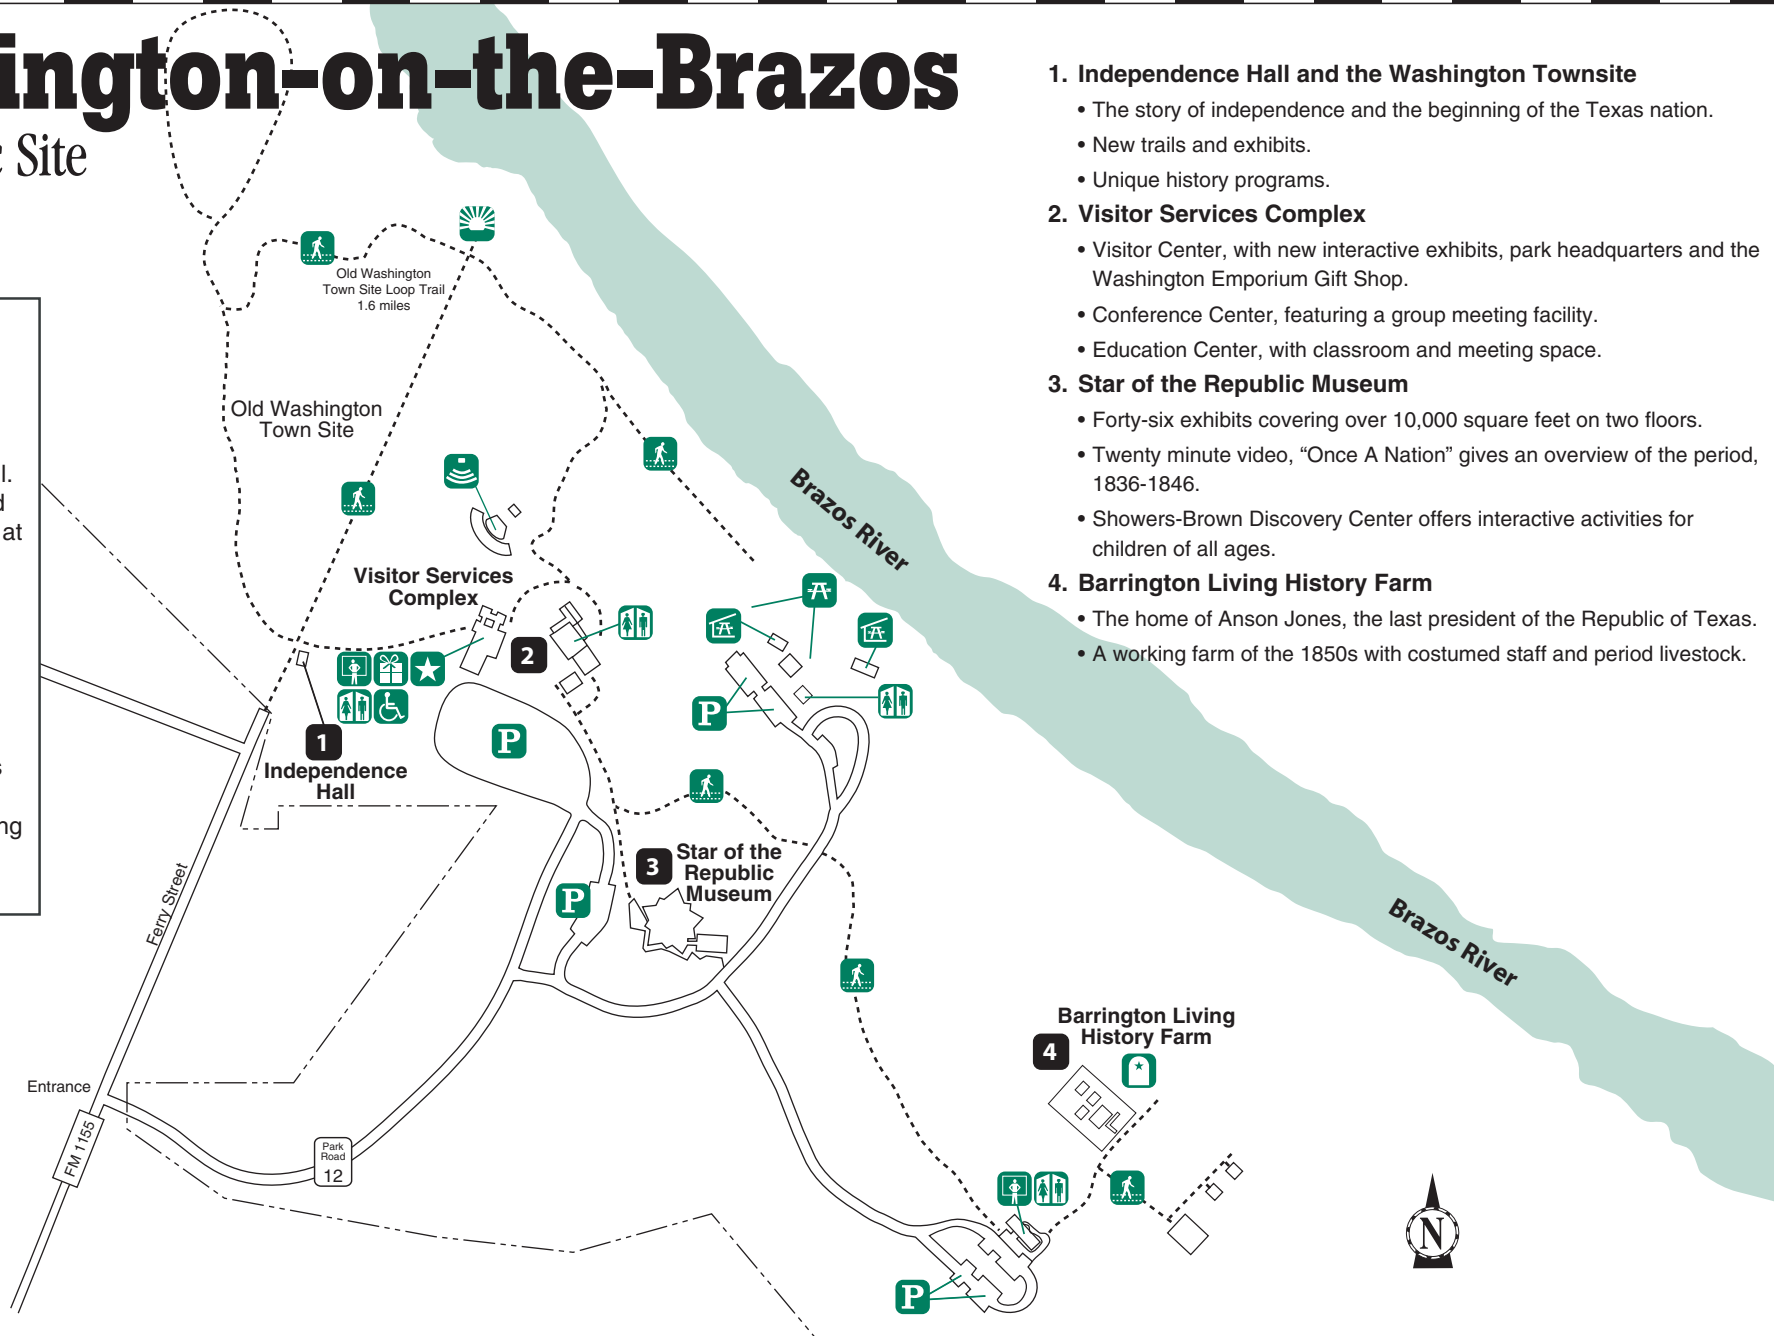 ington-on-the-Brazos
c Site
l.
d
at
s
ng
Old Washington
Town Site Loop Trail
1.6 miles
Old Washington
Town Site
Visitor Services
Complex
2
1
Independence
Hall
P
P
P
3
Star of the
Republic
Museum
Ferry Street
Entrance
FM 1155
Park
Road
12
Brazos River
Brazos River
Barrington Living
History Farm
4
P
N
1. Independence Hall and the Washington Townsite
• The story of independence and the beginning of the Texas nation.
• New trails and exhibits.
• Unique history programs.
2. Visitor Services Complex
• Visitor Center, with new interactive exhibits, park headquarters and the
Washington Emporium Gift Shop.
• Conference Center, featuring a group meeting facility.
• Education Center, with classroom and meeting space.
3. Star of the Republic Museum
• Forty-six exhibits covering over 10,000 square feet on two floors.
• Twenty minute video, “Once A Nation” gives an overview of the period,
1836-1846.
• Showers-Brown Discovery Center offers interactive activities for
children of all ages.
4. Barrington Living History Farm
• The home of Anson Jones, the last president of the Republic of Texas.
• A working farm of the 1850s with costumed staff and period livestock.